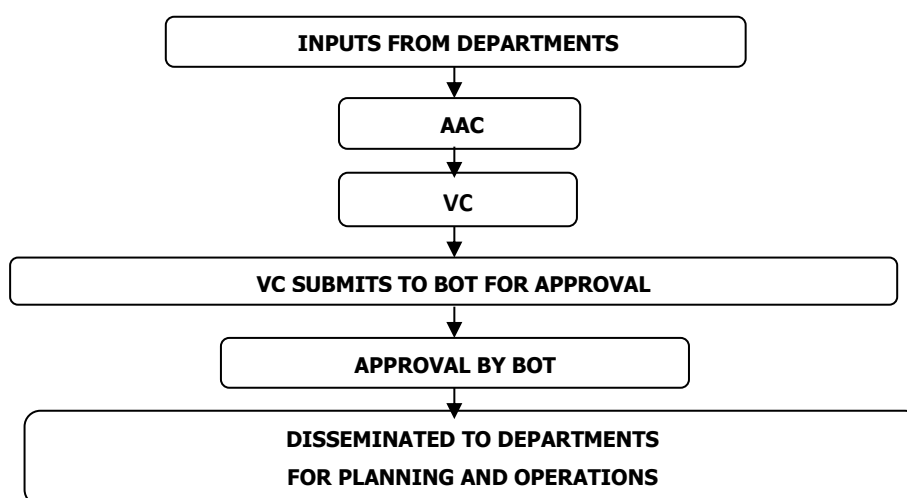 INPUTS FROM DEPARTMENTS
AAC
VC
VC SUBMITS TO BOT FOR APPROVAL
APPROVAL BY BOT
DISSEMINATED TO DEPARTMENTS
FOR PLANNING AND OPERATIONS